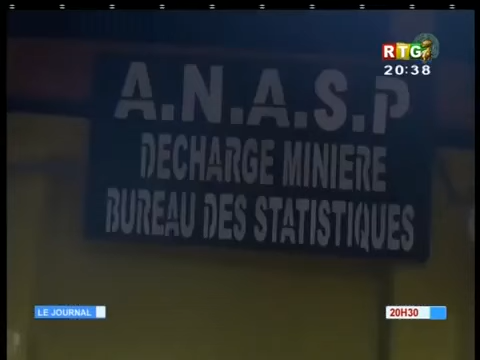 RTG
20:38
A.N.A.S.P
DECHARGE MINIERE
BUREAU DES STATISTIQUES
LE JOURNAL
20H30